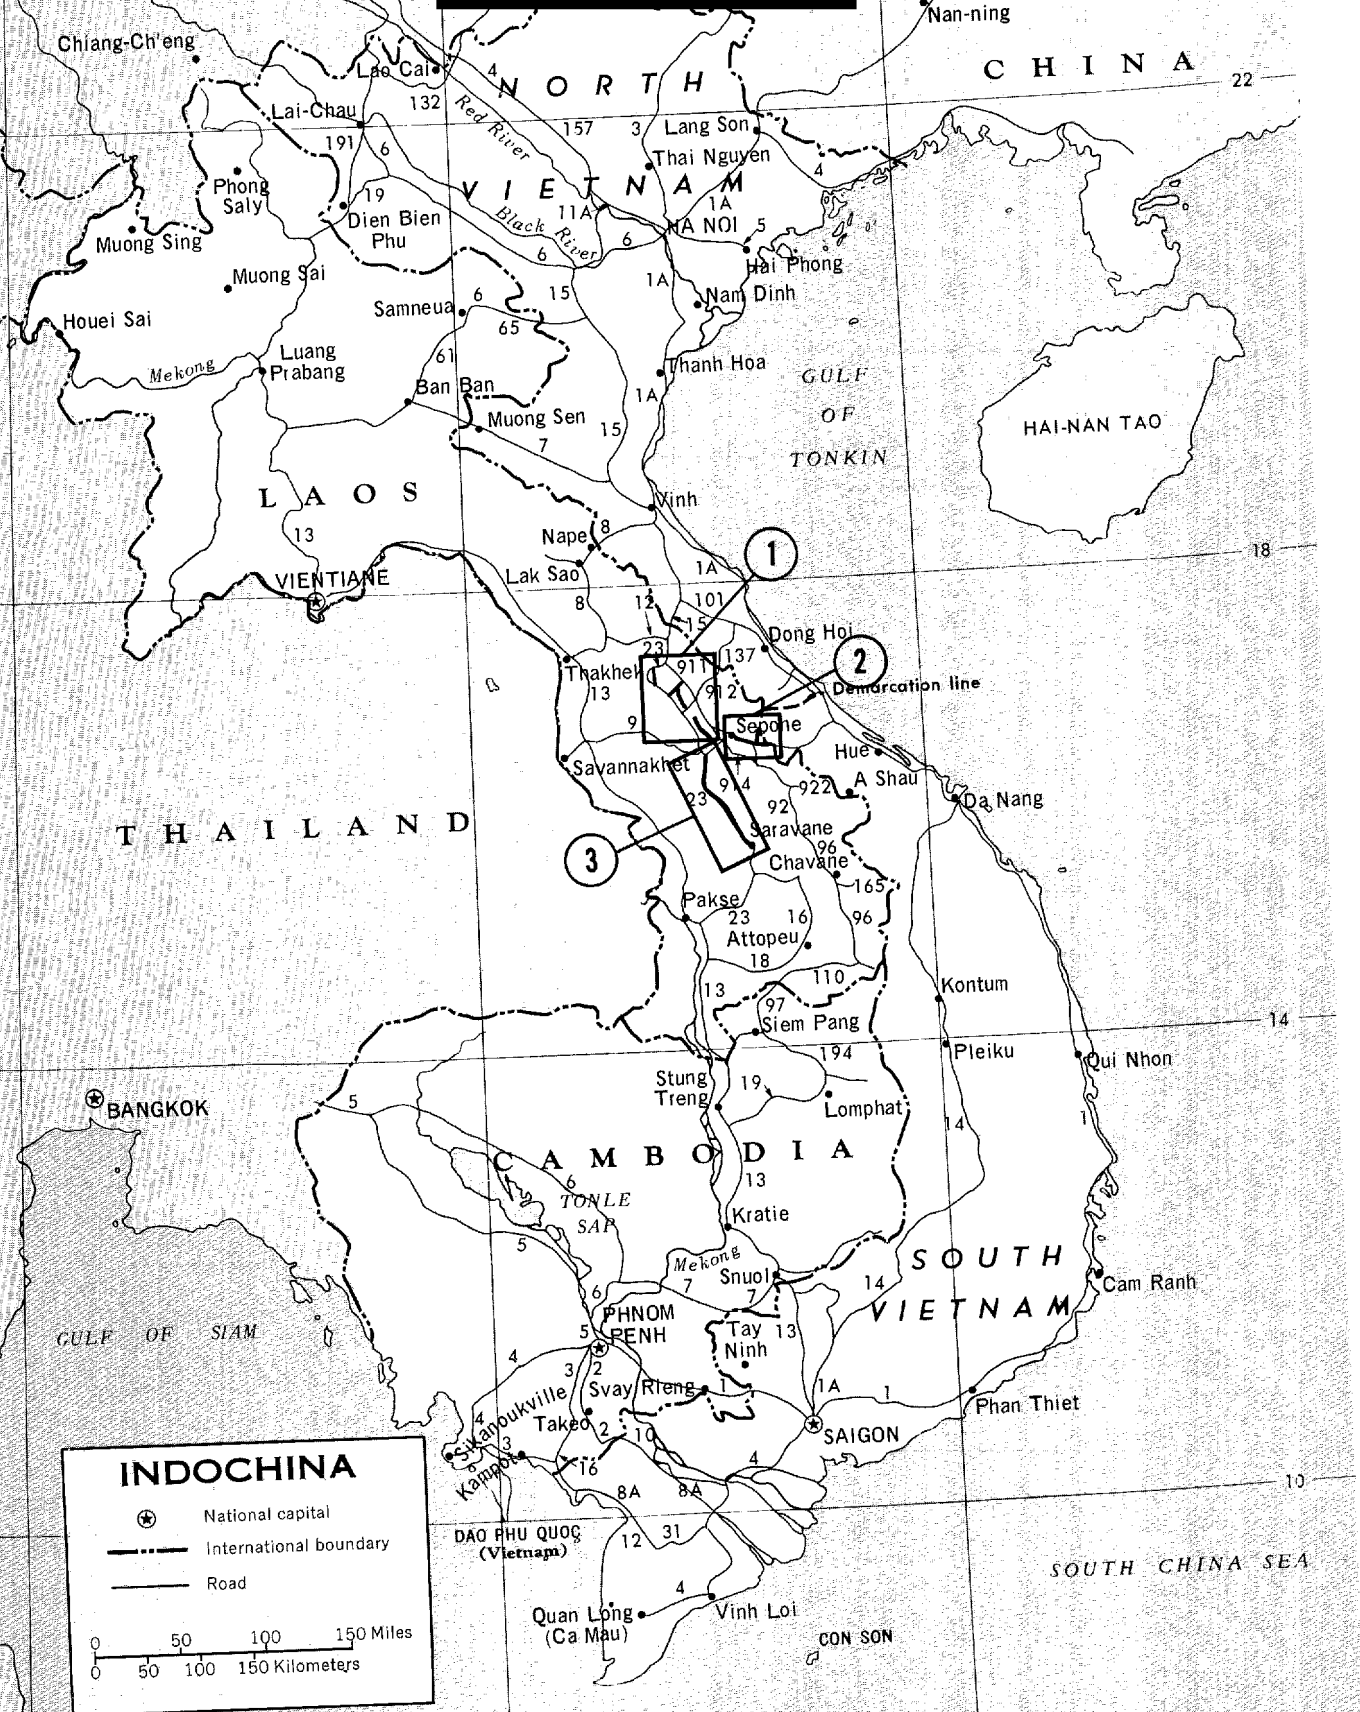 Nan-ning
Chiang-Ch'eng
C H I N A
22
Lao Cai
4
N O R T H
132
Red River
Lai-Chau
157
3
Lang Son
191
6
Thai Nguyen
4
Phong
Saly
19
V I E T N A M
1A
Dien Bien
Phu
11A
Black River
6
HA NOI
5
Muong Sing
6
Hai Phong
Muong Sai
1A
Nam Dinh
Samneua
6
15
65
Houei Sai
61
Luang
Prabang
Mekong
Thanh Hoa
GULF
OF
TONKIN
Ban Ban
1A
Muong Sen
15
7
HAI-NAN TAO
L A O S
Vinh
13
Nape
8
1
18
VIENTIANE
Lak Sao
1A
8
12
101
15
Dong Hoi
23
137
2
Thakhek
911
13
912
Demarcation line
9
Sepone
Hue
Savannakhet
A Shau
914
922
23
92
Da Nang
T H A I L A N D
Saravane
96
3
Chavane
165
Pakse
23
16
96
Attopeu
18
110
13
97
Kontum
Siem Pang
14
194
Pleiku
Qui Nhon
Stung
Treng
19
BANGKOK
5
Lomphat
14
1
C A M B O D I A
6
13
TONLE
SAP
Kratie
5
Mekong
SOUTH
VIETNAM
Snuol
7
7
14
Cam Ranh
6
PHNOM
PENH
GULF OF SIAM
5
Tay
Ninh
13
4
3
2
Svay Rieng
1
1A
1
Phan Thiet
Sikanoukville
4
Takeo
2
10
SAIGON
3
Kampot
16
4
10
8A
8A
DAO PHU QUOC
(Vietnam)
12
31
SOUTH CHINA SEA
4
Quan Long
(Ca Mau)
Vinh Loi
CON SON
INDOCHINA
National capital
International boundary
Road
0 50 100 150 Miles
0 50 100 150 Kilometers